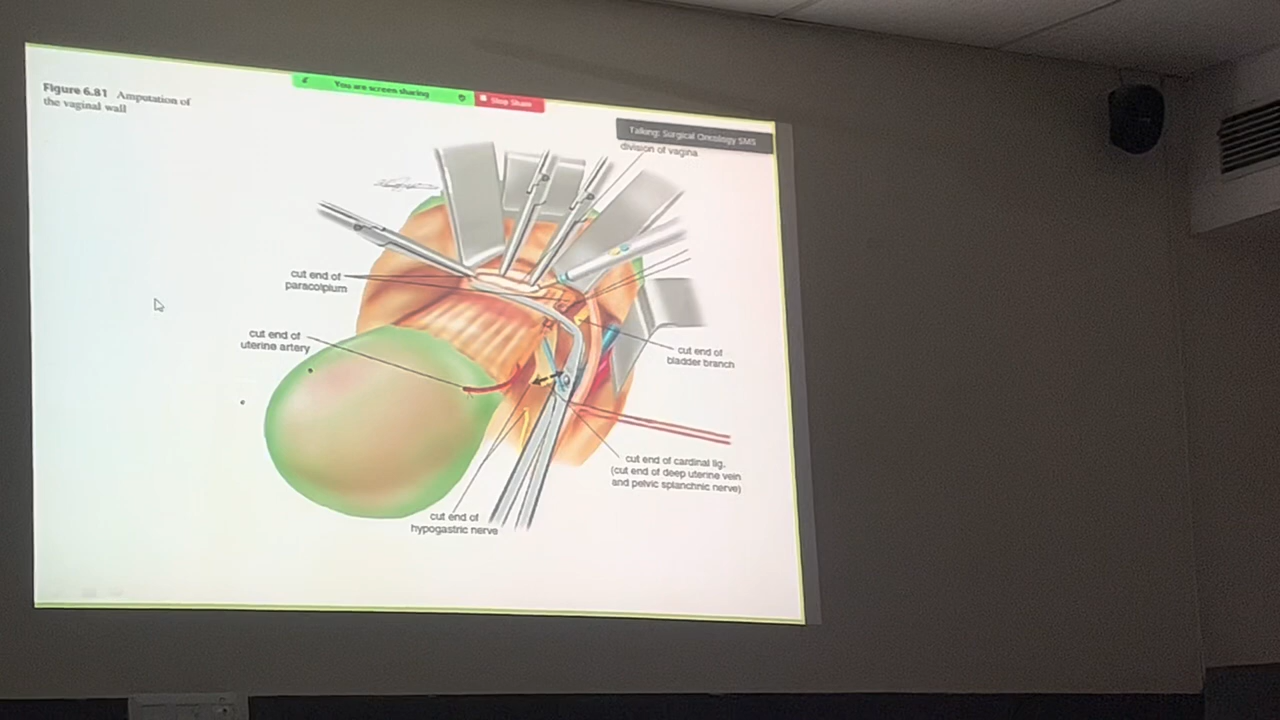 Figure 6.81 Amputation of
the vaginal wall
You are screen sharing
Stop Share
Talking: Surgical Oncology SMS
division of vagina
cut end of
paracolpium
cut end of
uterine artery
cut end of
bladder branch
cut end of cardinal lig.
(cut end of deep uterine vein
and pelvic splanchnic nerve)
cut end of
hypogastric nerve